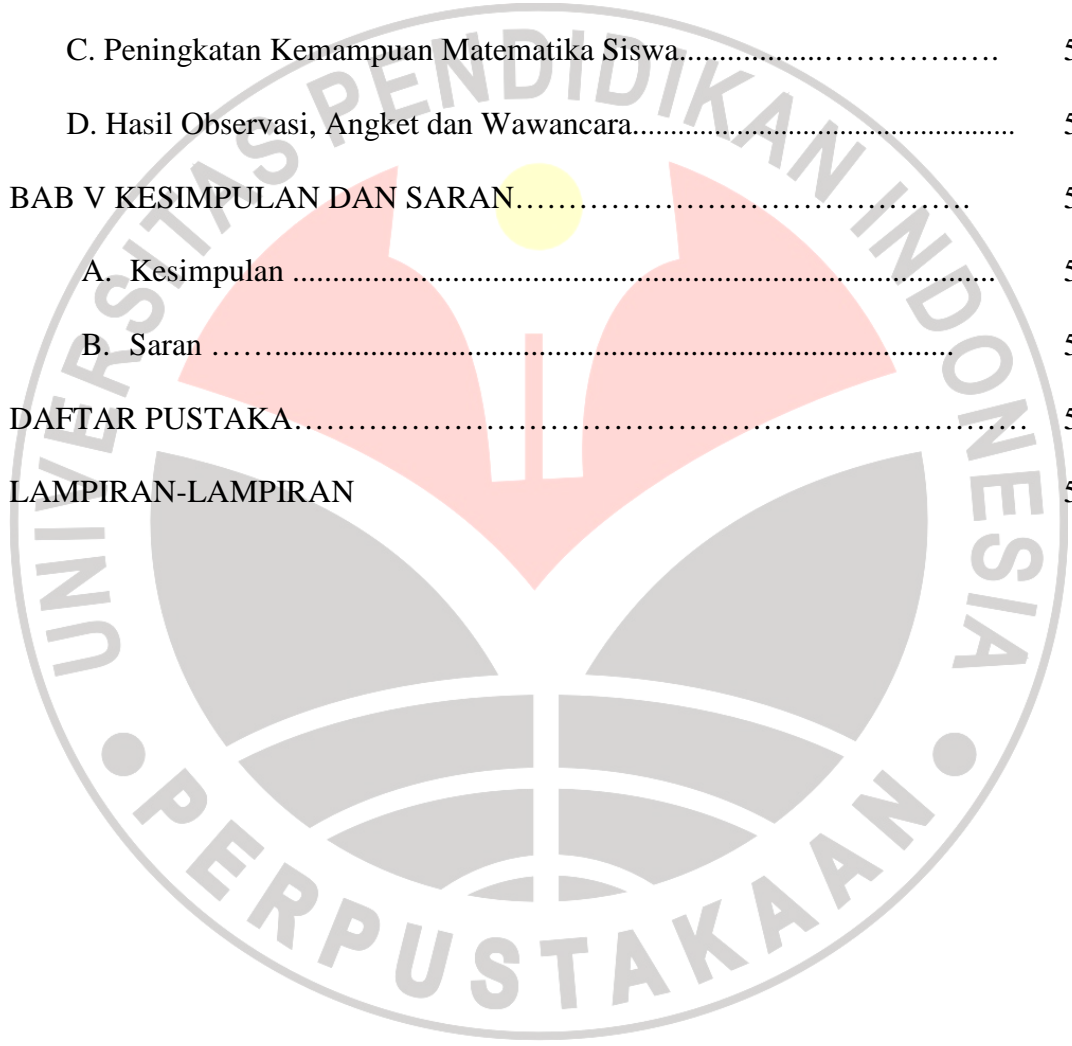 C. Peningkatan Kemampuan Matematika Siswa..................………….…. 5
D. Hasil Observasi, Angket dan Wawancara................................................. 5
BAB V KESIMPULAN DAN SARAN…………………………………………. 5
A. Kesimpulan ......................................................................................... 5
B. Saran ……...................................................................................... 5
DAFTAR PUSTAKA…………………………………………………………… 5
LAMPIRAN-LAMPIRAN 5
UNIVERSITAS PENDIDIKAN INDONESIA
PERPUSTAKAAN